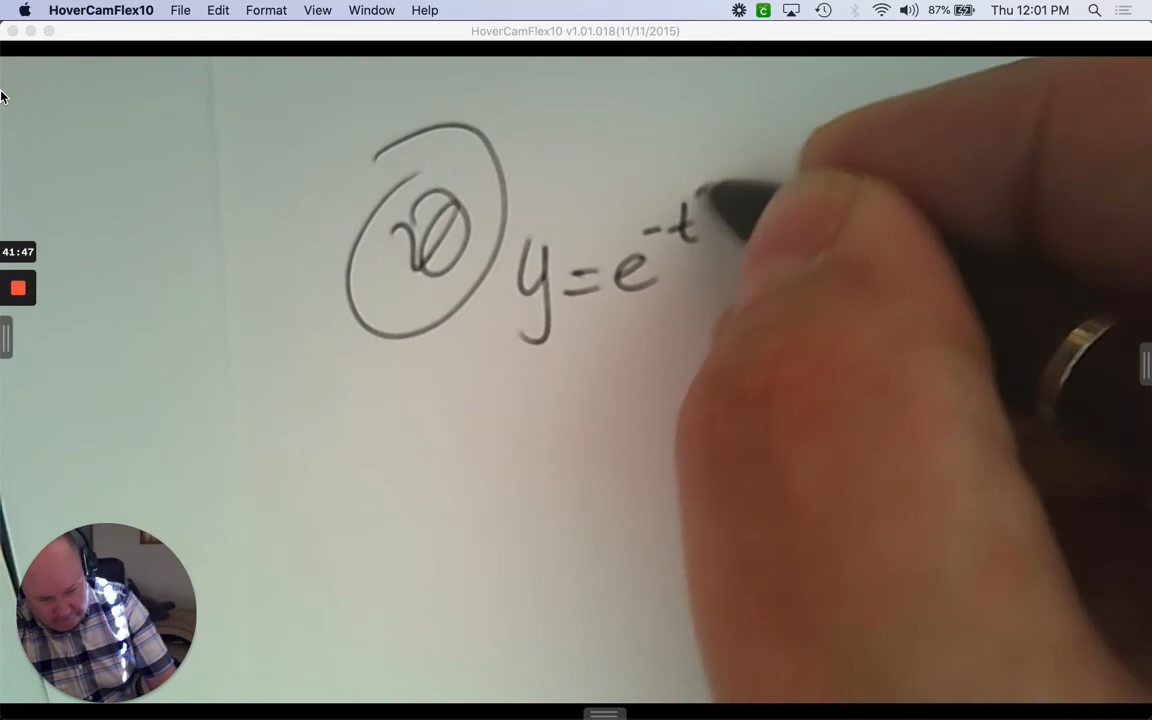 HoverCamFlex10 File Edit Format View Window Help 87% Thu 12:01 PM
HoverCamFlex10 v1.01.018(11/11/2015)
20 y=e^-t
41:47